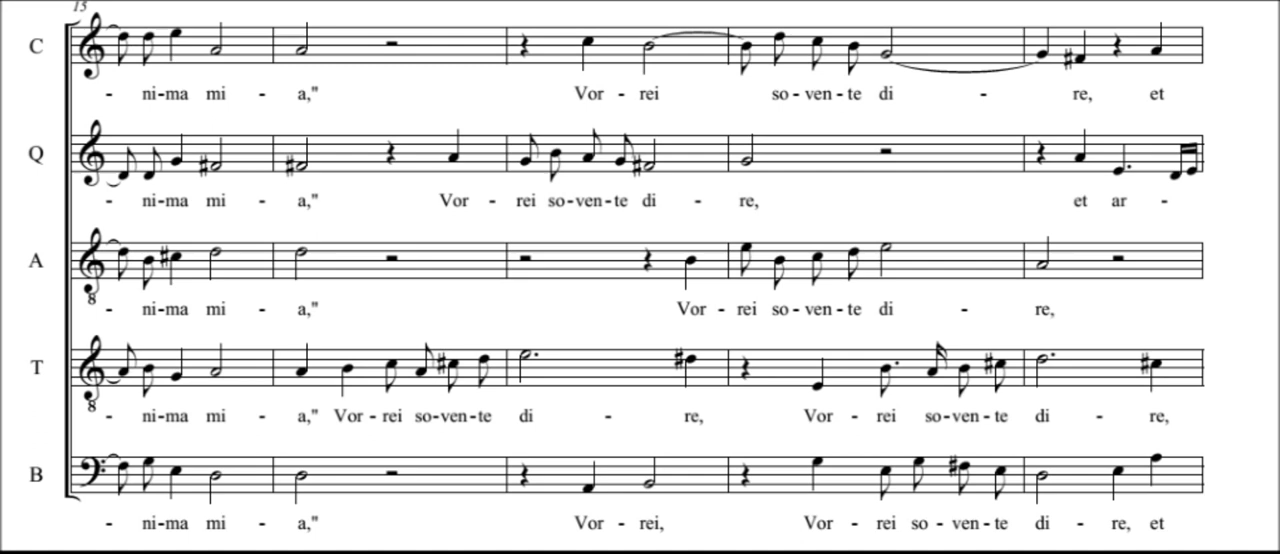 15
C
- ni-ma mi - a," Vor - rei so - ven - te di - re, et
Q
- ni-ma mi - a," Vor - rei so-ven-te di - re, et ar -
A
- ni-ma mi - a," Vor - rei so - ven - te di - re,
T
- ni-ma mi - a," Vor - rei so-ven-te di - re, Vor - rei so-ven-te di - re,
B
- ni-ma mi - a," Vor - rei, Vor - rei so - ven - te di - re, et